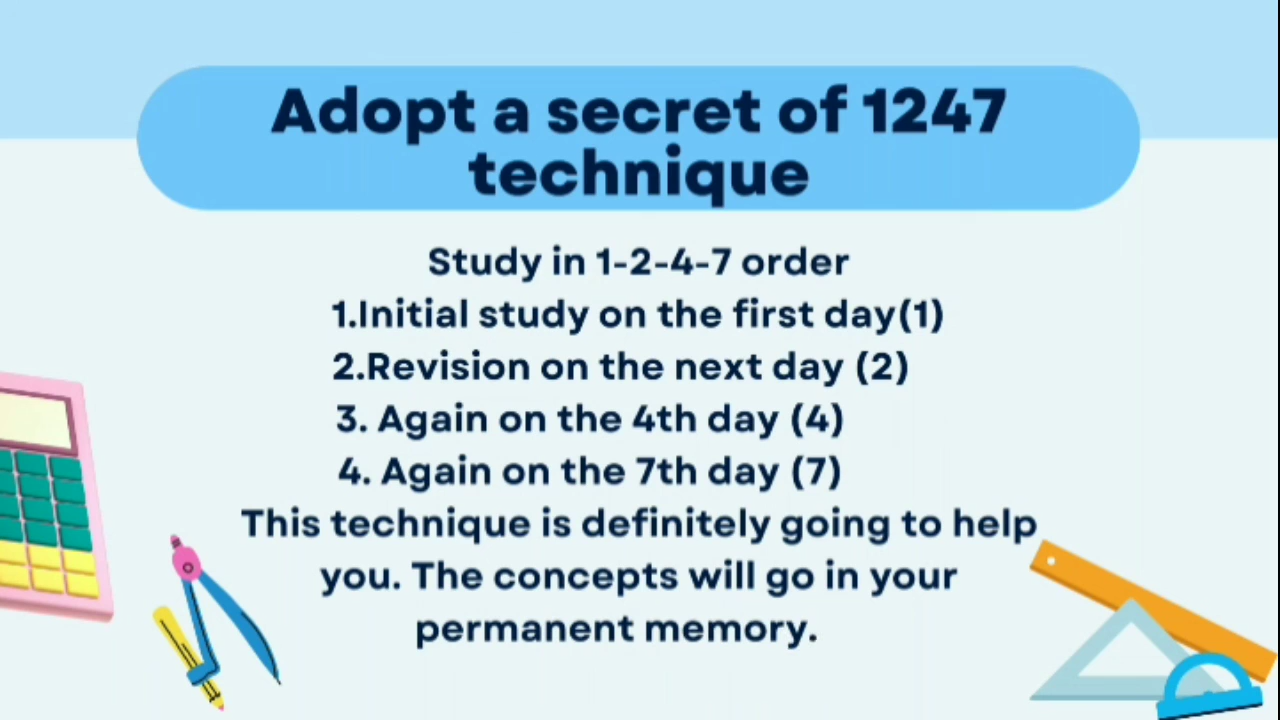 Adopt a secret of 1247
technique
Study in 1-2-4-7 order
1.Initial study on the first day(1)
2.Revision on the next day (2)
3. Again on the 4th day (4)
4. Again on the 7th day (7)
This technique is definitely going to help
you. The concepts will go in your
permanent memory.